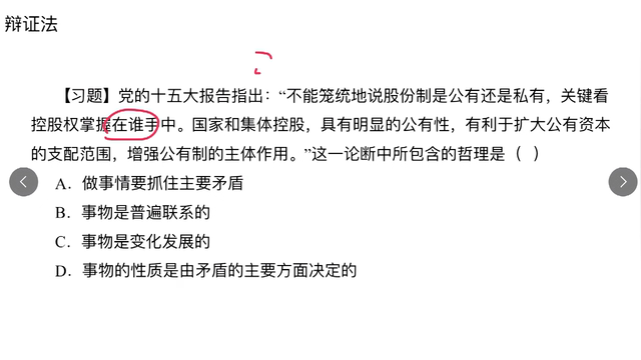 辩证法
【习题】党的十五大报告指出：“不能笼统地说股份制是公有还是私有，关键看
控股权掌握在谁手中。国家和集体控股，具有明显的公有性，有利于扩大公有资本
的支配范围，增强公有制的主体作用。”这一论断中所包含的哲理是（ ）
A．做事情要抓住主要矛盾
B．事物是普遍联系的
C．事物是变化发展的
D．事物的性质是由矛盾的主要方面决定的